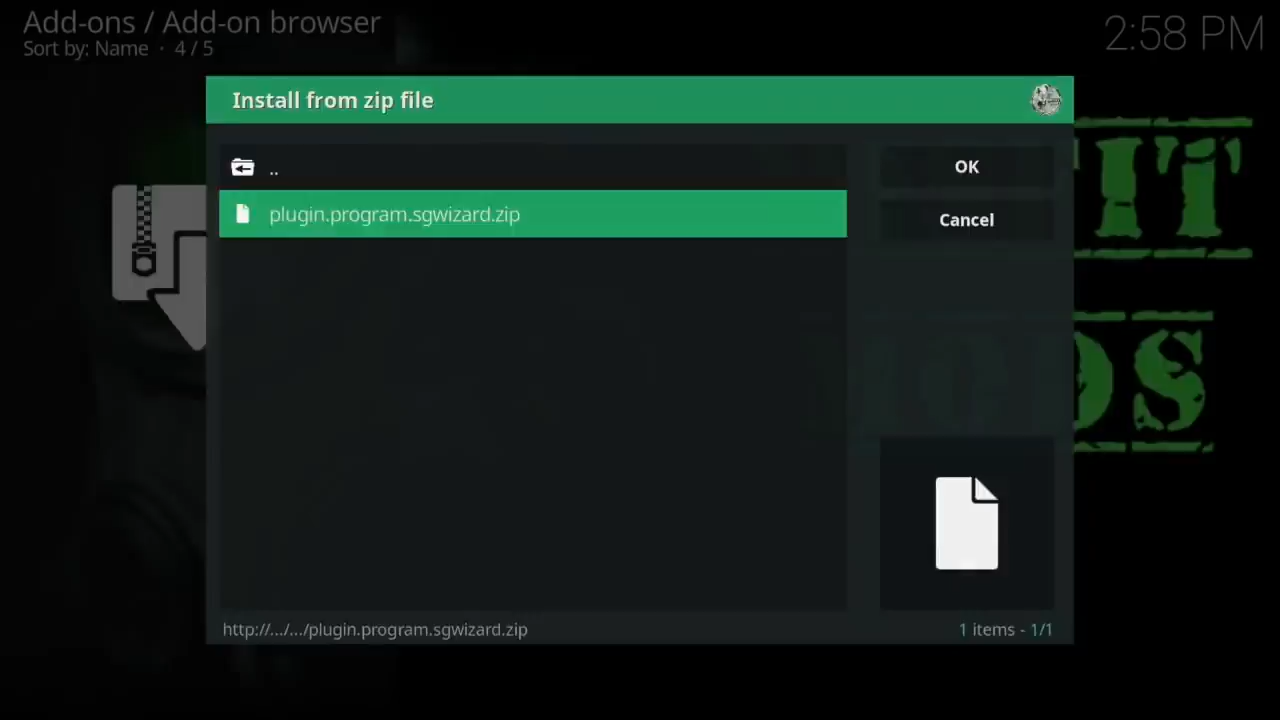 Add-ons / Add-on browser
Sort by: Name · 4 / 5
2:58 PM
Install from zip file
..
plugin.program.sgwizard.zip
OK
Cancel
http://.../.../plugin.program.sgwizard.zip
1 items - 1/1